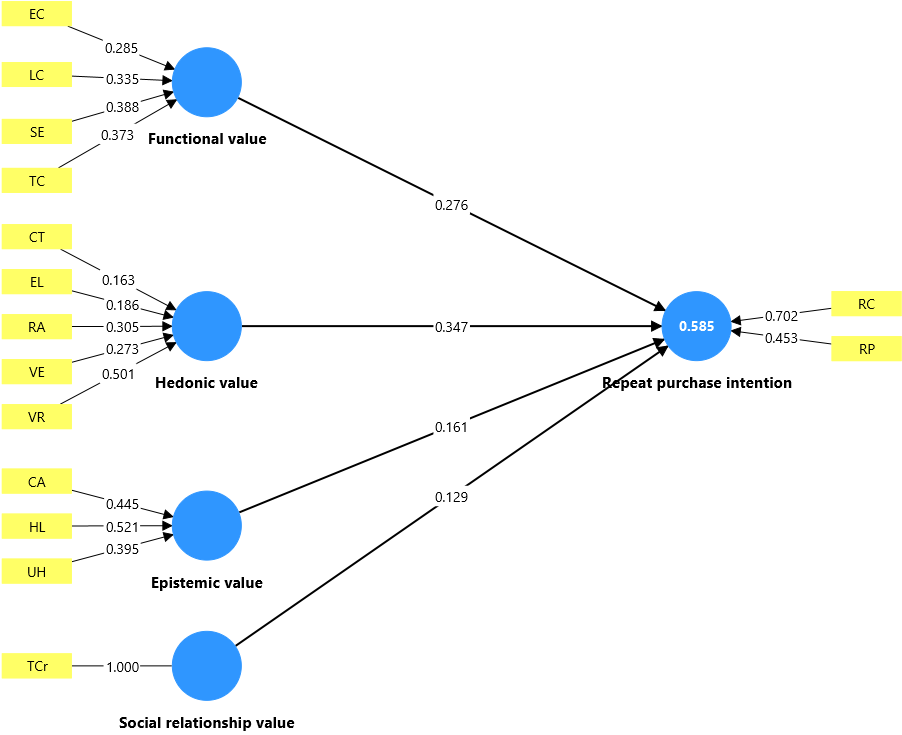 EC
0.285
LC
0.335
SE
0.388
TC
0.373
Functional value
0.276
CT
0.163
EL
0.186
RA
0.305
VE
0.273
VR
0.501
Hedonic value
0.347
0.585
Repeat purchase intention
0.702
RC
0.453
RP
CA
0.445
HL
0.521
UH
0.395
Epistemic value
0.161
TCr
1.000
Social relationship value
0.129